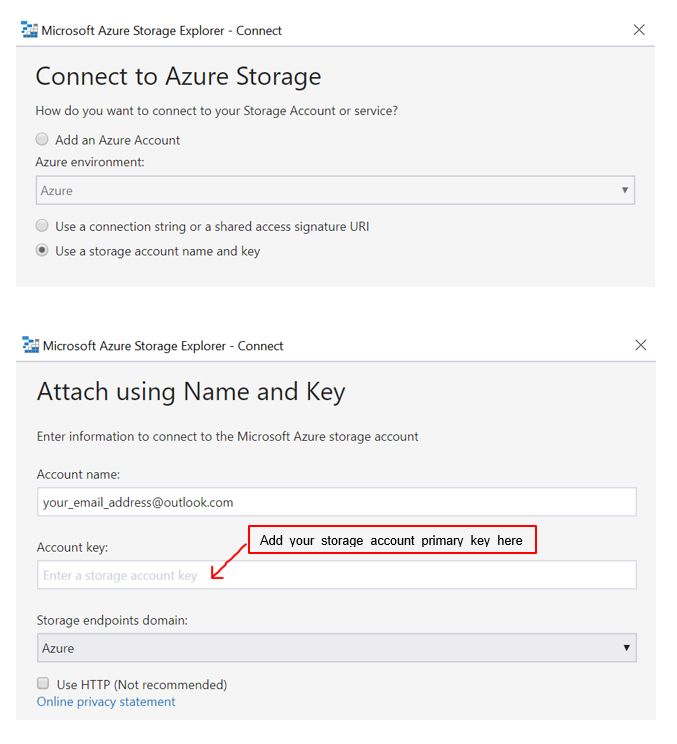 Microsoft Azure Storage Explorer - Connect
Connect to Azure Storage
How do you want to connect to your Storage Account or service?
Add an Azure Account
Azure environment:
Azure
Use a connection string or a shared access signature URI
Use a storage account name and key
Microsoft Azure Storage Explorer - Connect
Attach using Name and Key
Enter information to connect to the Microsoft Azure storage account
Account name:
your_email_address@outlook.com
Add your storage account primary key here
Account key:
Enter a storage account key
Storage endpoints domain:
Azure
Use HTTP (Not recommended)
Online privacy statement